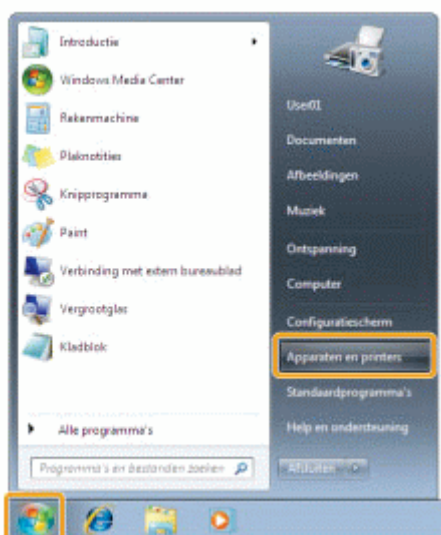 Introductie
Windows Media Center
Rekenmachine
Plaknotities
Knipprogramma
Paint
Verbinding met extern bureaublad
Vergrootglas
Kladblok
Alle programma's
Programma's en bestanden zoeken
User01
Documenten
Afbeeldingen
Muziek
Ontspanning
Computer
Configuratiescherm
Apparaten en printers
Standaardprogramma's
Help en ondersteuning
Afsluiten